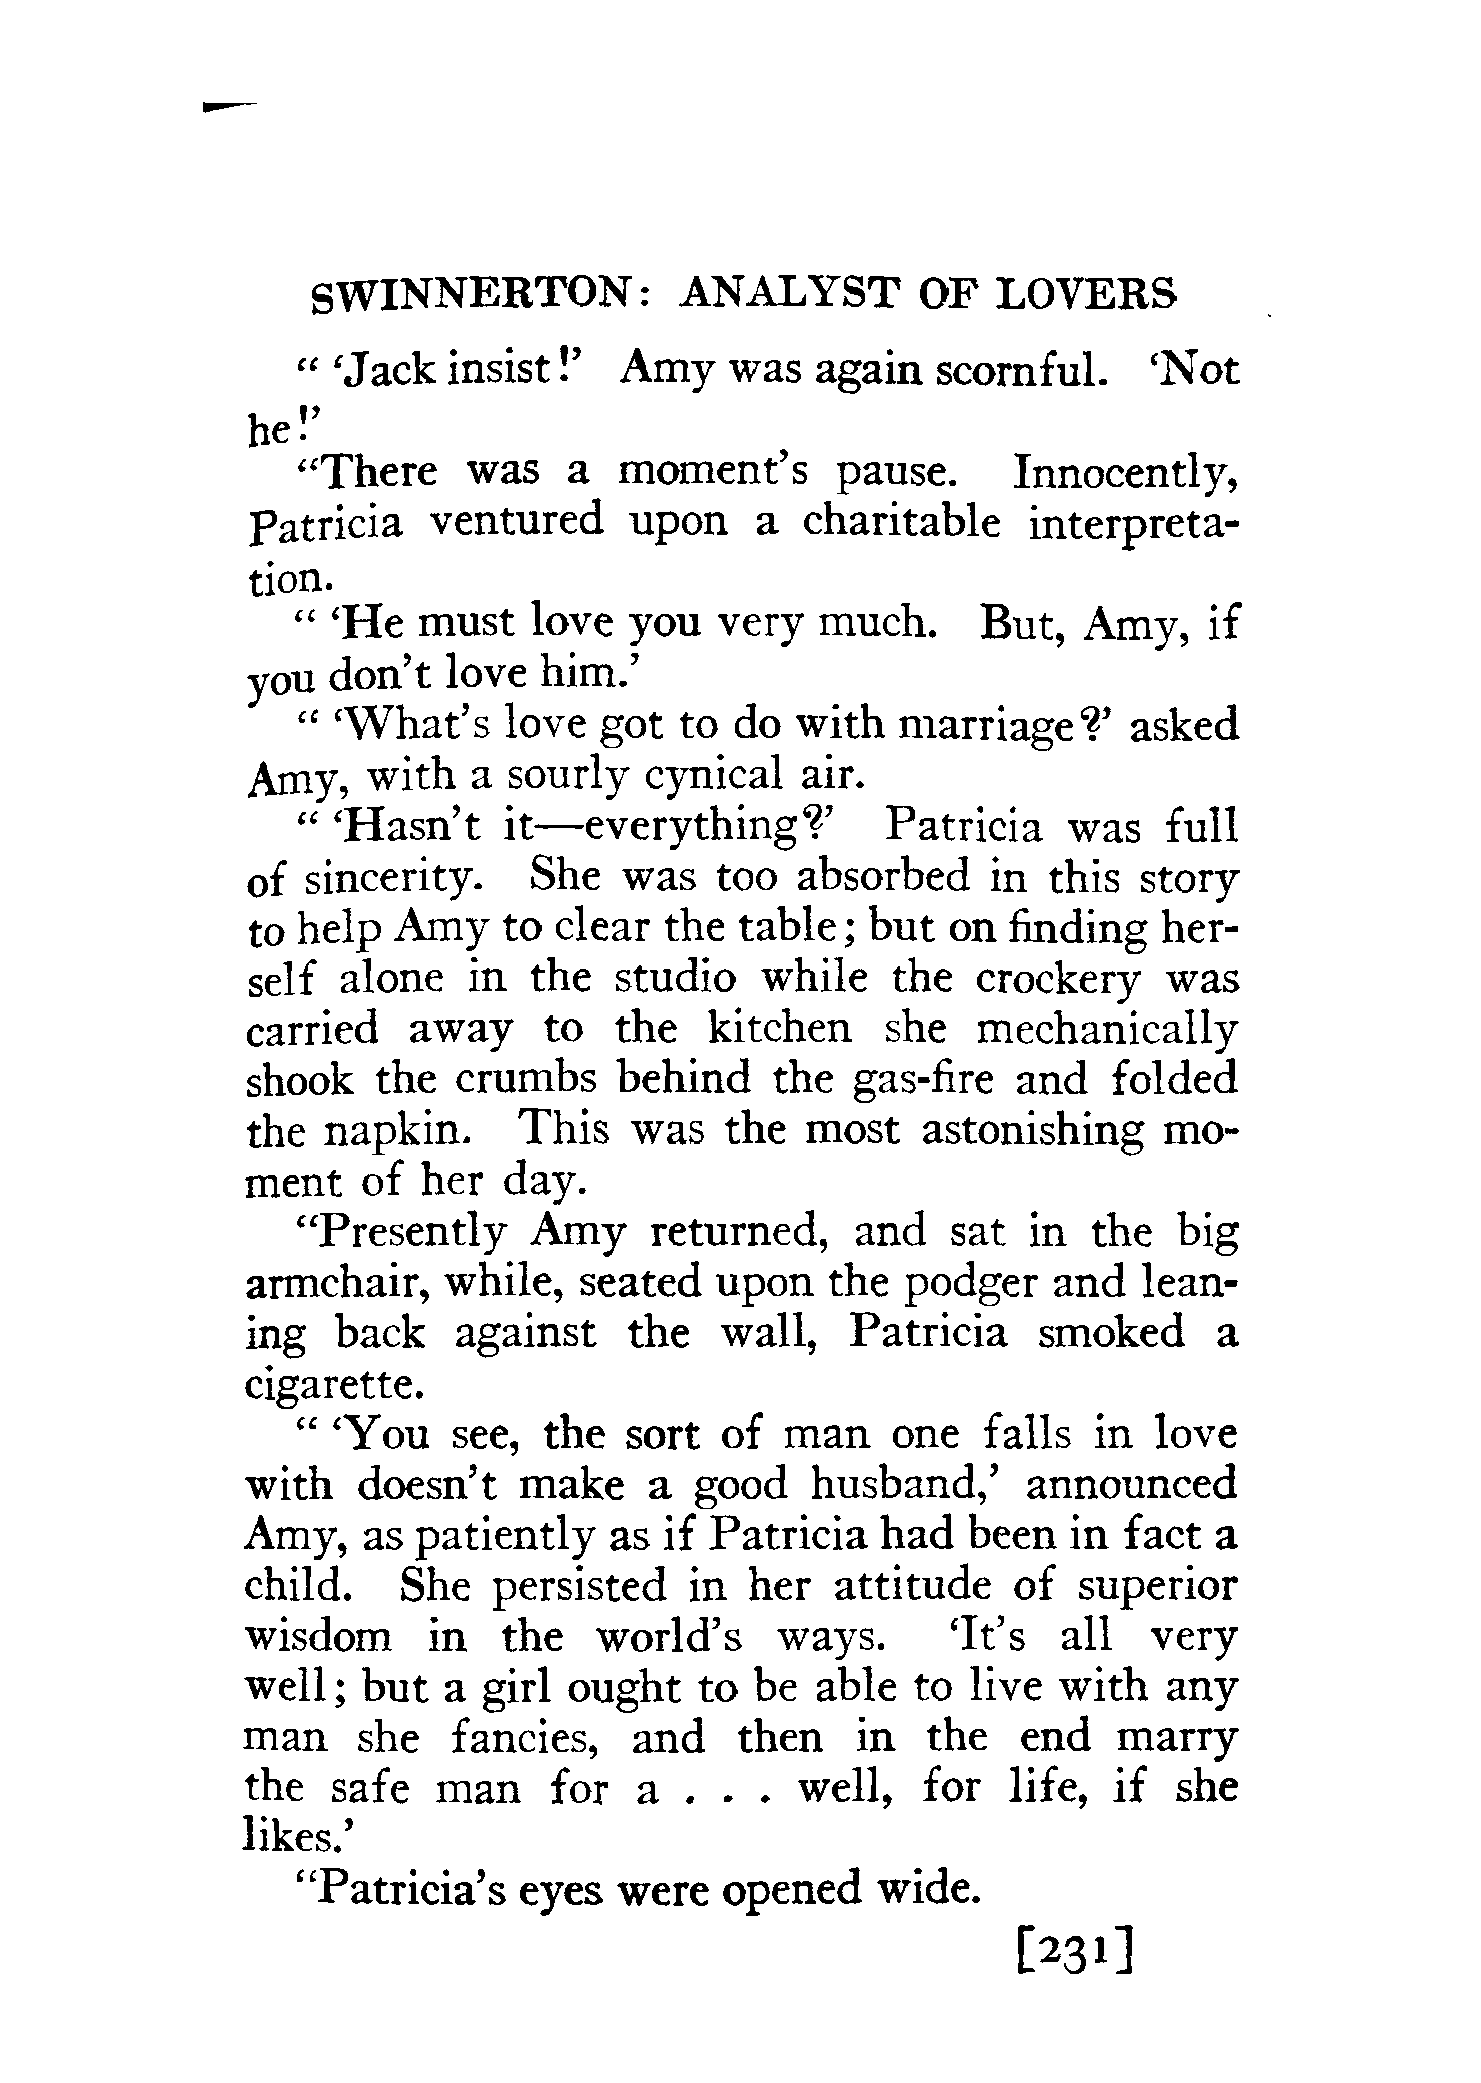 SWINNERTON: ANALYST OF LOVERS
“ ‘Jack insist!’ Amy was again scornful. ‘Not
he!’
“There was a moment’s pause. Innocently,
Patricia ventured upon a charitable interpreta-
tion.
“ ‘He must love you very much. But, Amy, if
you don’t love him.’
“ ‘What’s love got to do with marriage?’ asked
Amy, with a sourly cynical air.
“ ‘Hasn’t it—everything?’ Patricia was full
of sincerity. She was too absorbed in this story
to help Amy to clear the table; but on finding her-
self alone in the studio while the crockery was
carried away to the kitchen she mechanically
shook the crumbs behind the gas-fire and folded
the napkin. This was the most astonishing mo-
ment of her day.
“Presently Amy returned, and sat in the big
armchair, while, seated upon the podger and lean-
ing back against the wall, Patricia smoked a
cigarette.
“ ‘You see, the sort of man one falls in love
with doesn’t make a good husband,’ announced
Amy, as patiently as if Patricia had been in fact a
child. She persisted in her attitude of superior
wisdom in the world’s ways. ‘It’s all very
well; but a girl ought to be able to live with any
man she fancies, and then in the end marry
the safe man for a . . . well, for life, if she
likes.’
“Patricia’s eyes were opened wide.
[231]